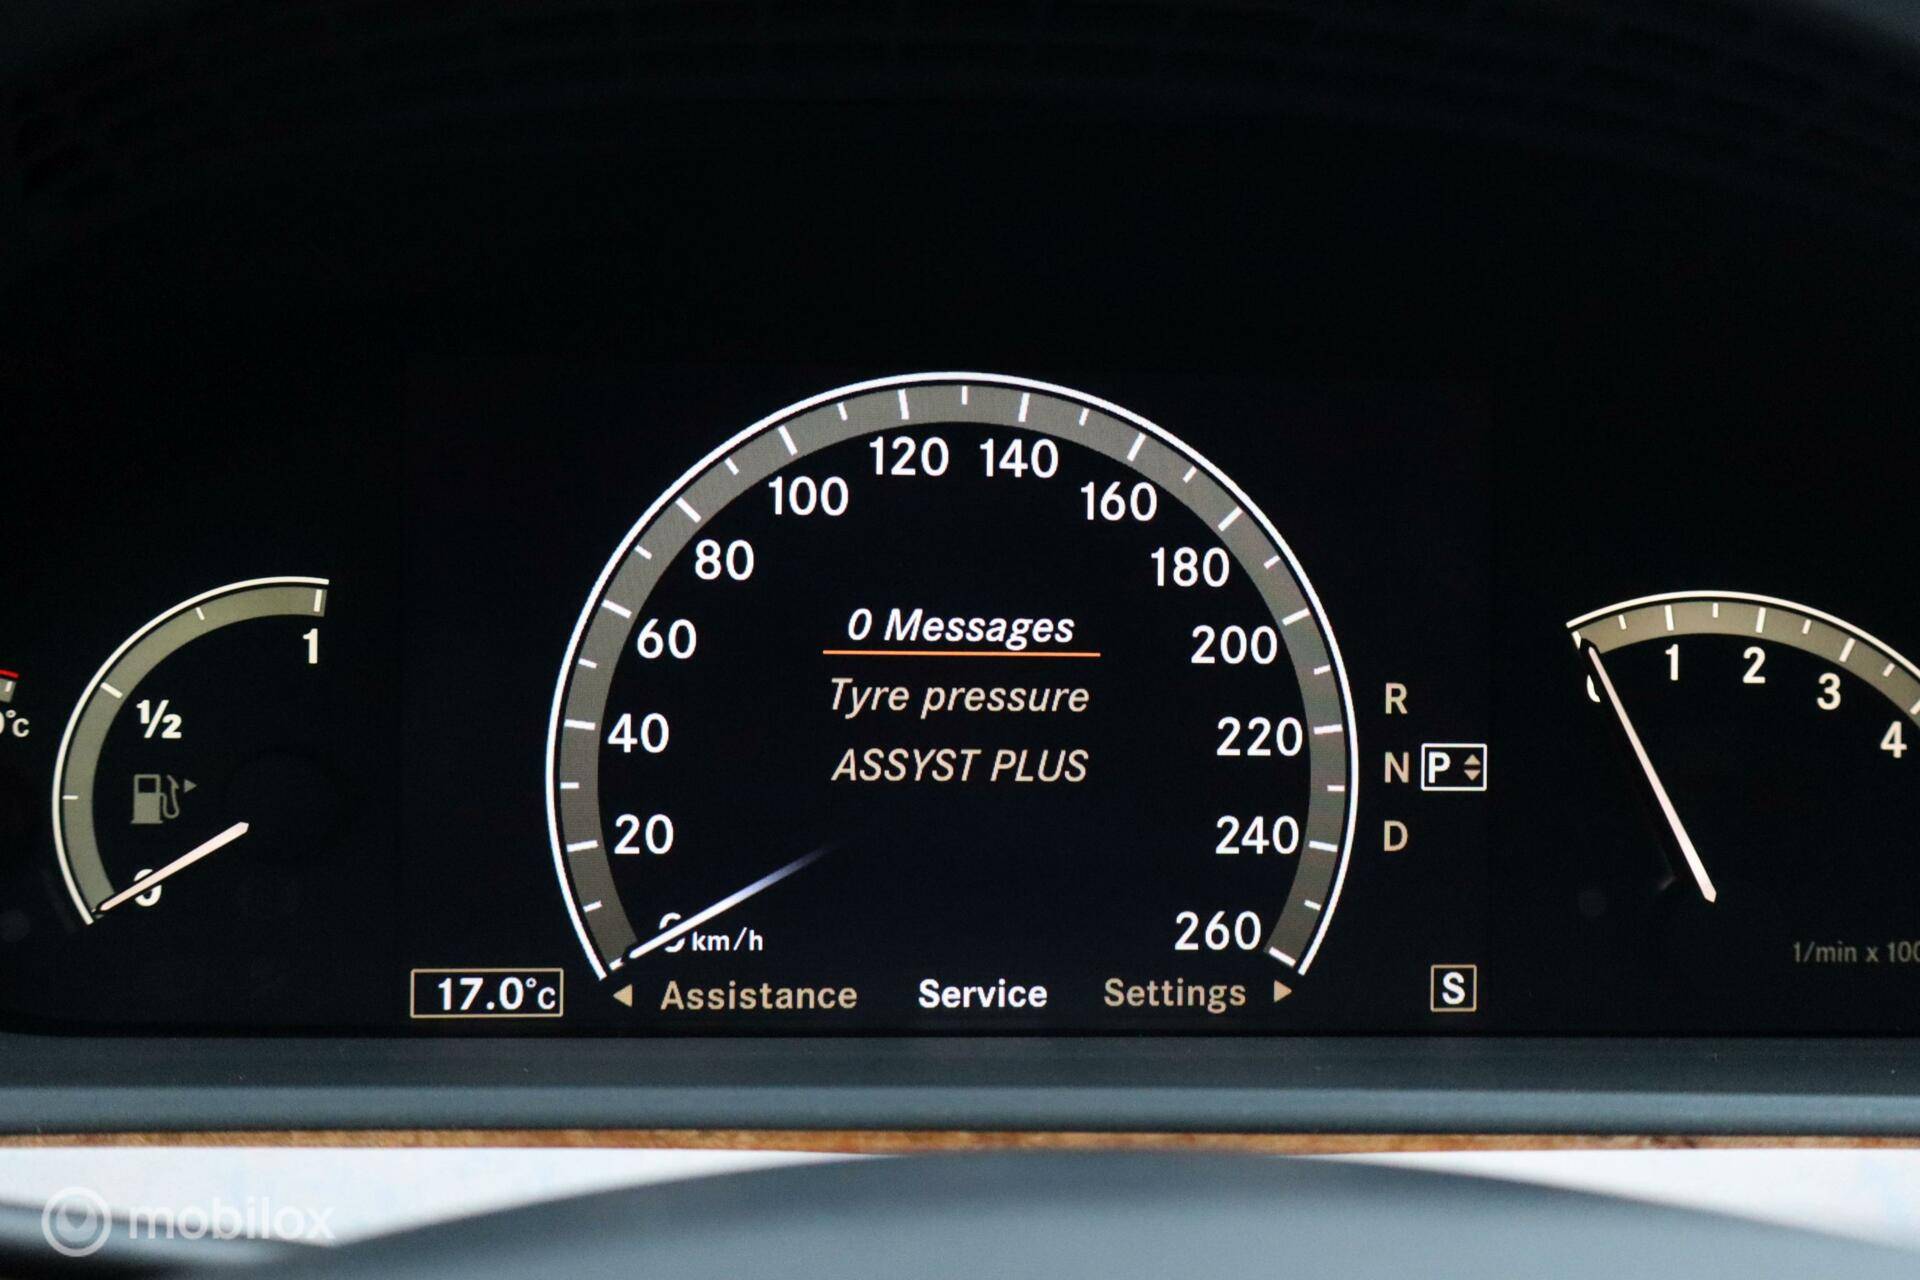 120 140
100 160
80 180
60 200
40 220
20 240
0 km/h 260
0 Messages
Tyre pressure
ASSYST PLUS
1
½
°C
R
N P
D
1 2 3 4
1/min x 100
17.0°C
Assistance Service Settings
S
mobilox